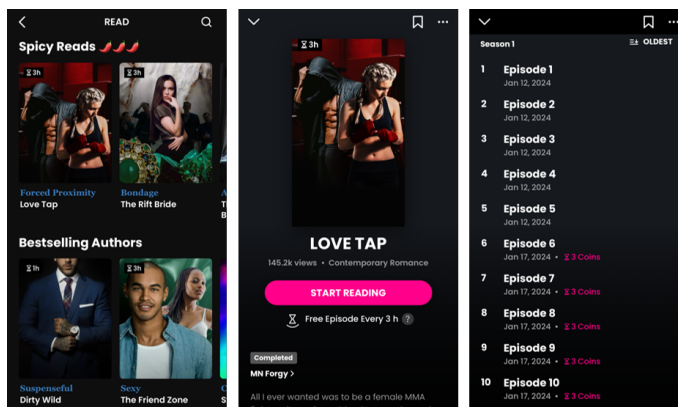 READ
Spicy Reads 🌶️🌶️🌶️
3h
3h
Forced Proximity
Bondage
A
Love Tap
The Rift Bride
T
B
Bestselling Authors
1h
3h
Suspenseful
Sexy
C
Dirty Wild
The Friend Zone
S
3h
LOVE TAP
145.2k views • Contemporary Romance
START READING
Free Episode Every 3 h ?
Completed
MN Forgy >
All I ever wanted was to be a female MMA
Season 1
OLDEST
1 Episode 1
Jan 12, 2024
2 Episode 2
Jan 12, 2024
3 Episode 3
Jan 12, 2024
4 Episode 4
Jan 12, 2024
5 Episode 5
Jan 12, 2024
6 Episode 6
Jan 17, 2024 • 3 Coins
7 Episode 7
Jan 17, 2024 • 3 Coins
8 Episode 8
Jan 17, 2024 • 3 Coins
9 Episode 9
Jan 17, 2024 • 3 Coins
10 Episode 10
Jan 17, 2024 • 3 Coins